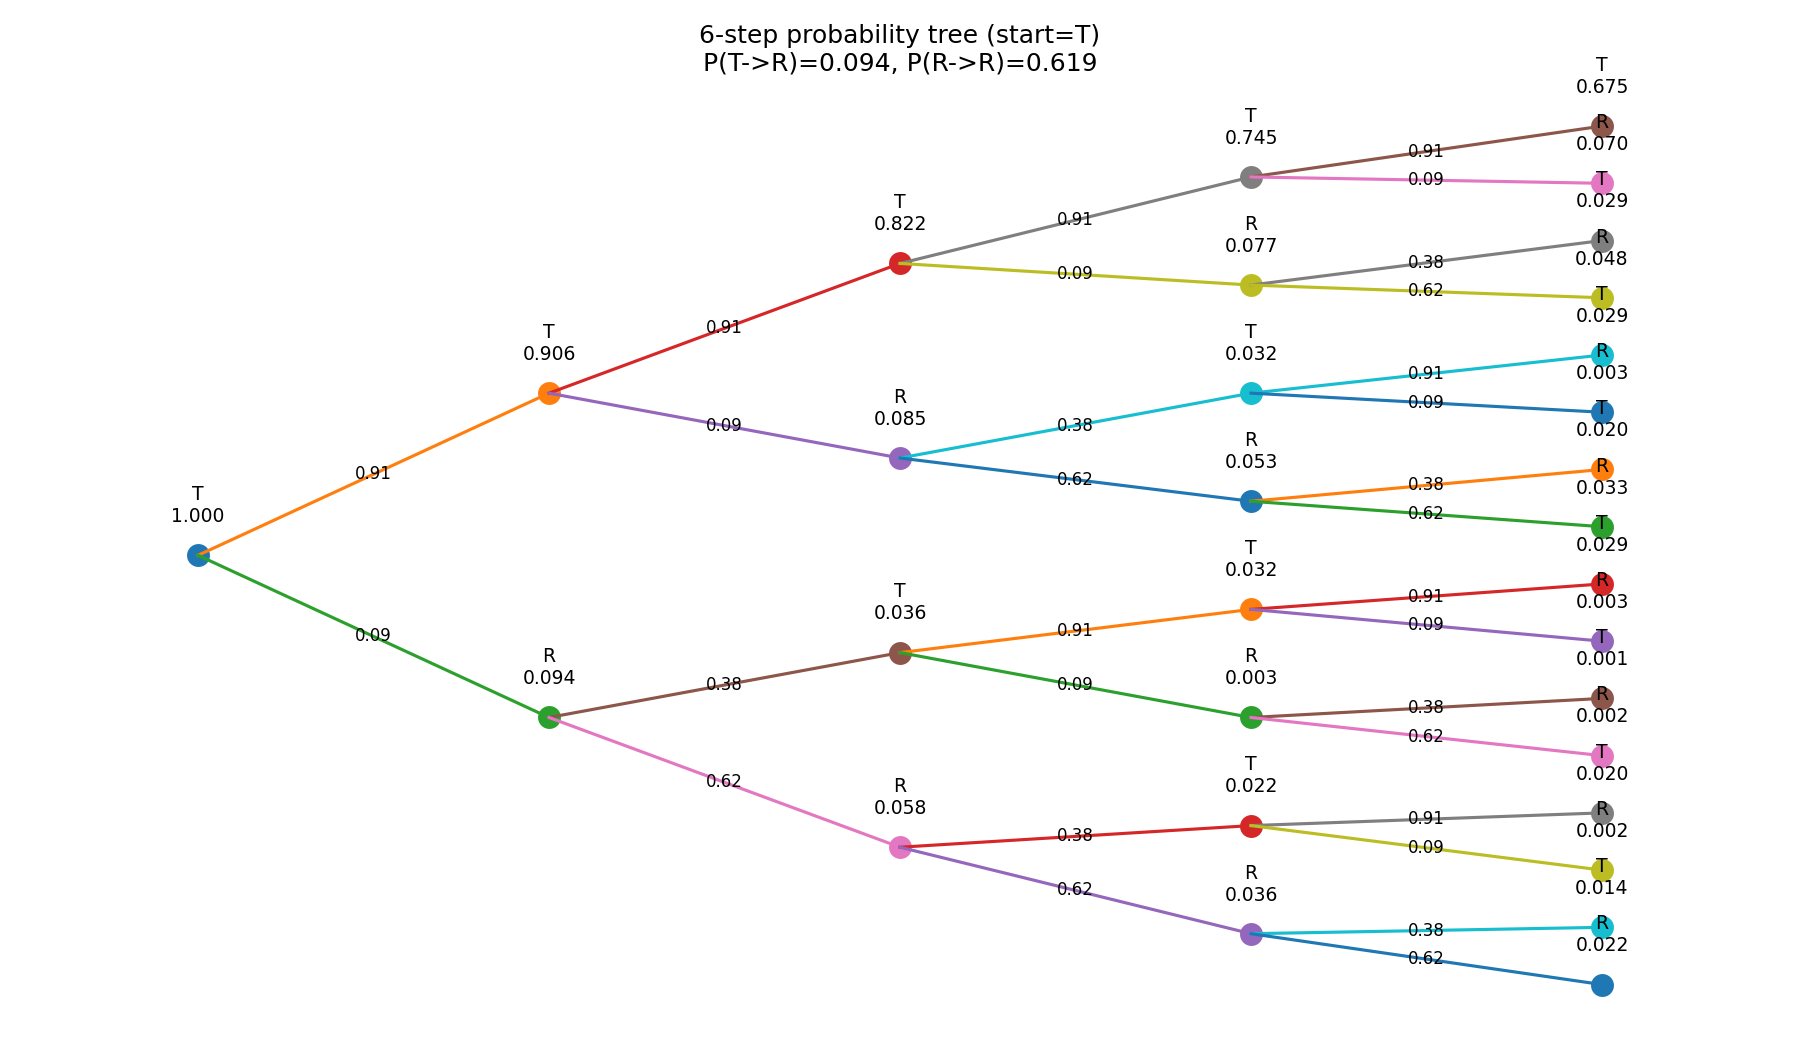 6-step probability tree (start=T)
P(T->R)=0.094, P(R->R)=0.619
T
1.000
0.91
0.09
T
0.906
R
0.094
0.91
0.09
0.38
0.62
T
0.822
R
0.085
T
0.036
R
0.058
0.91
0.09
0.38
0.62
0.91
0.09
0.38
0.62
T
0.745
R
0.077
T
0.032
R
0.053
T
0.032
R
0.003
T
0.022
R
0.036
0.91
0.09
0.38
0.62
0.91
0.09
0.38
0.62
0.91
0.09
0.38
0.62
0.91
0.09
0.38
0.62
T
0.675
R
0.070
T
0.029
R
0.048
T
0.029
R
0.003
T
0.020
R
0.033
T
0.029
R
0.003
T
0.001
R
0.002
T
0.020
R
0.002
T
0.014
R
0.022